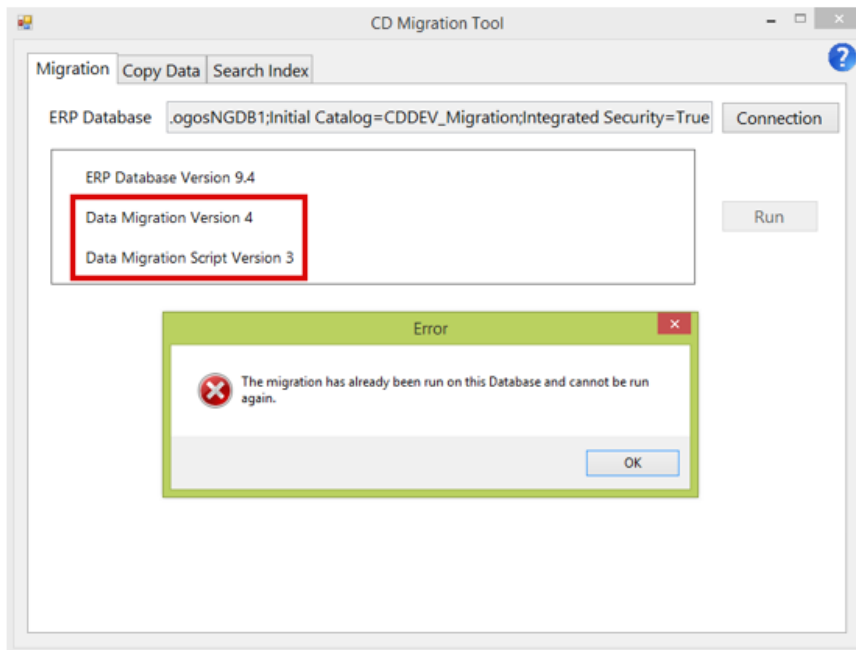 CD Migration Tool
Migration
Copy Data
Search Index
?
ERP Database
.ogosNGDB1;Initial Catalog=CDDEV_Migration;Integrated Security=True
Connection
ERP Database Version 9.4
Data Migration Version 4
Run
Data Migration Script Version 3
Error
The migration has already been run on this Database and cannot be run
again.
OK